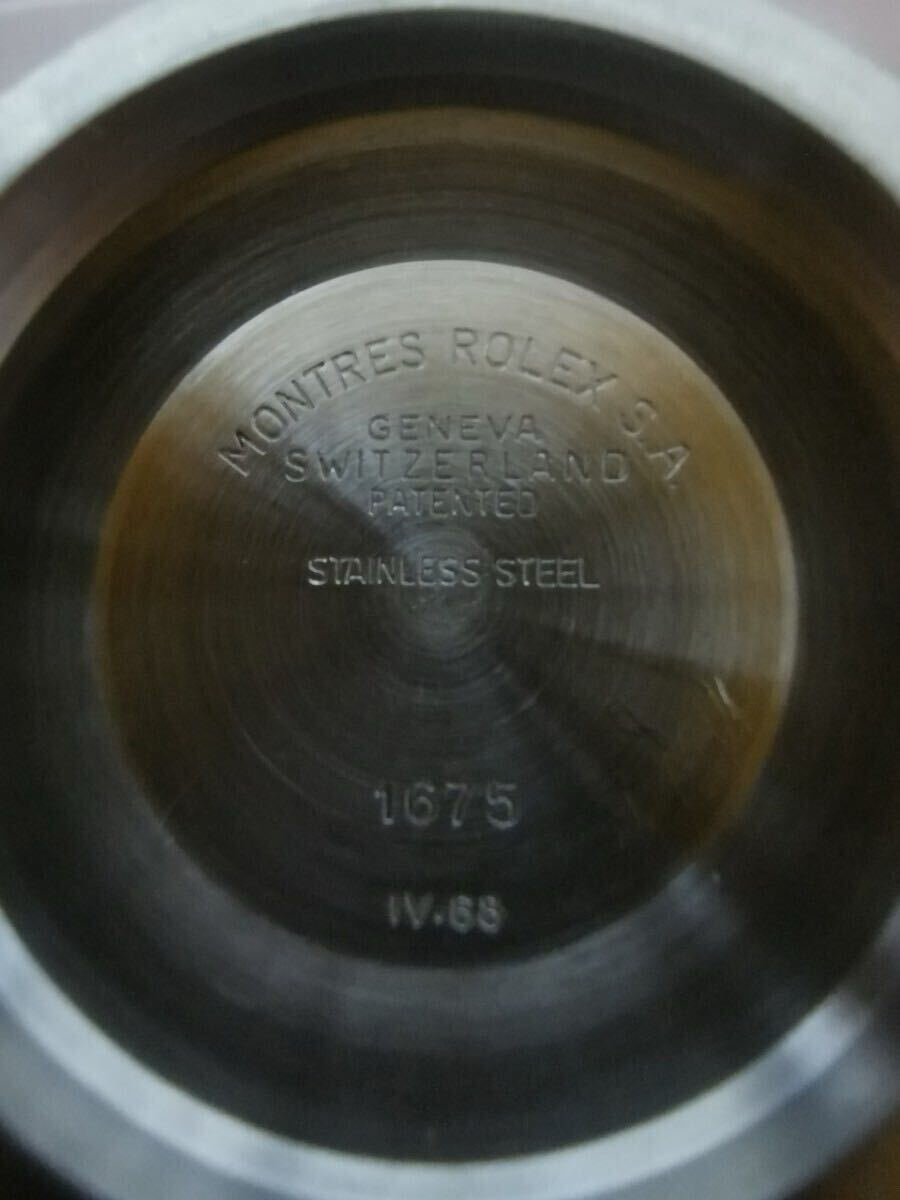 MONTRES ROLEX S.A.
GENEVA
SWITZERLAND
PATENTED
STAINLESS STEEL
1675
IV.68